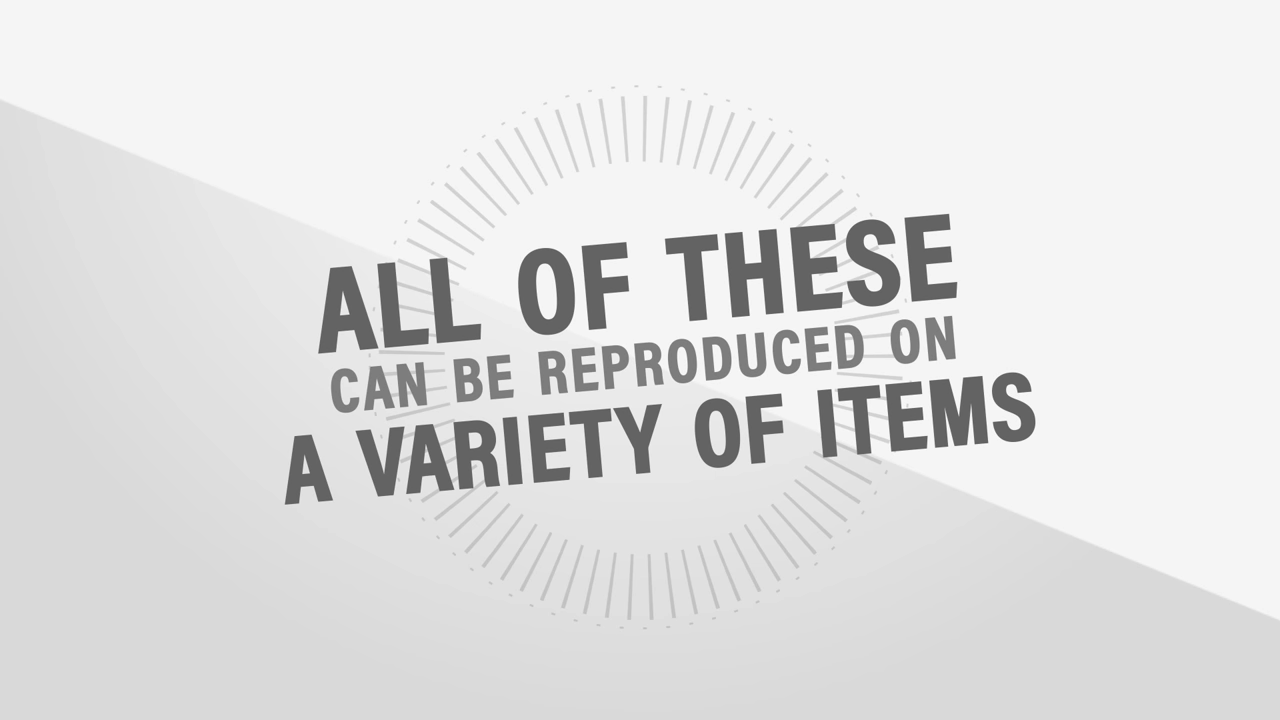 ALL OF THESE
CAN BE REPRODUCED ON
A VARIETY OF ITEMS